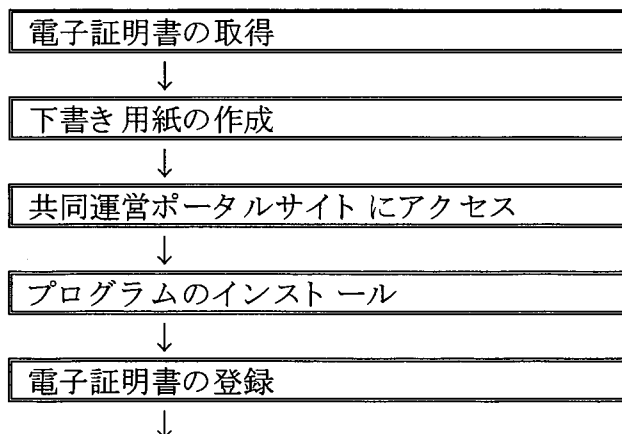 電子証明書の取得
↓
下書き用紙の作成
↓
共同運営ポータルサイトにアクセス
↓
プログラムのインストール
↓
電子証明書の登録
↓